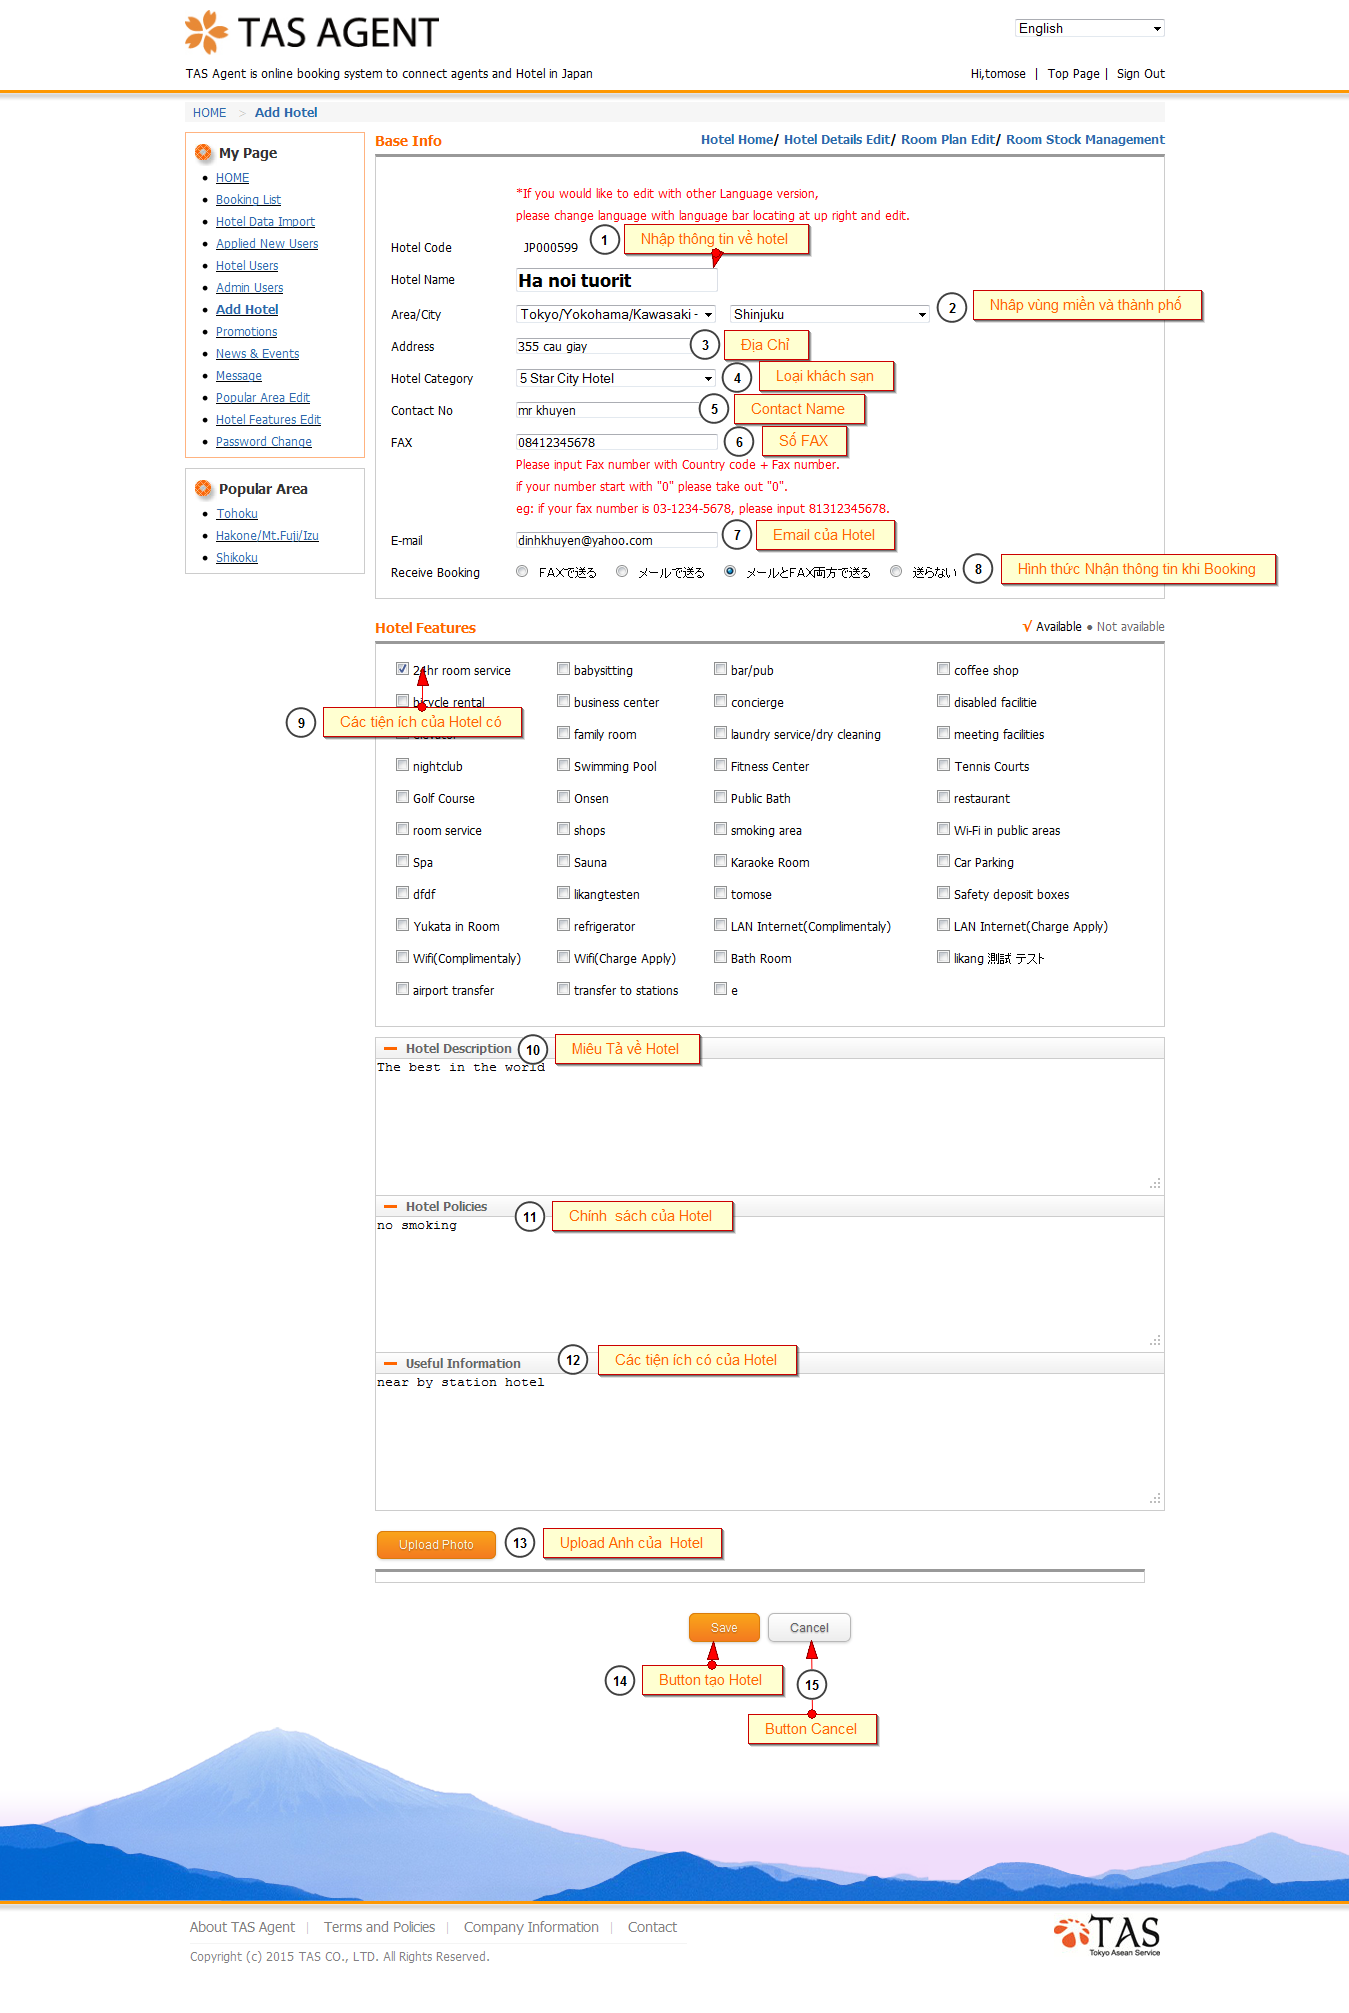 TAS AGENT
English
TAS Agent is online booking system to connect agents and Hotel in Japan
Hi,tomose | Top Page | Sign Out
HOME > Add Hotel
My Page
HOME
Booking List
Hotel Data Import
Applied New Users
Hotel Users
Admin Users
Add Hotel
Promotions
News & Events
Message
Popular Area Edit
Hotel Features Edit
Password Change
Popular Area
Tohoku
Hakone/Mt.Fuji/Izu
Shikoku
Base Info
Hotel Home/ Hotel Details Edit/ Room Plan Edit/ Room Stock Management
*If you would like to edit with other Language version,
please change language with language bar locating at up right and edit.
Hotel Code JP000599 1 Nhập thông tin về hotel
Hotel Name Ha noi tuorit
Area/City Tokyo/Yokohama/Kawasaki - Shinjuku 2 Nhâp vùng miền và thành phố
Address 355 cau giay 3 Địa Chỉ
Hotel Category 5 Star City Hotel 4 Loại khách sạn
Contact No mr khuyen 5 Contact Name
FAX 08412345678 6 Số FAX
Please input Fax number with Country code + Fax number.
if your number start with "0" please take out "0".
eg: if your fax number is 03-1234-5678, please input 81312345678.
E-mail dinhkhuyen@yahoo.com 7 Email của Hotel
Receive Booking FAXで送る メールで送る メールとFAX両方で送る 送らない 8 Hình thức Nhận thông tin khi Booking
Hotel Features
√ Available ● Not available
24hr room service babysitting bar/pub coffee shop
bicycle rental business center concierge disabled facilitie
9 Các tiện ích của Hotel có
elevator family room laundry service/dry cleaning meeting facilities
nightclub Swimming Pool Fitness Center Tennis Courts
Golf Course Onsen Public Bath restaurant
room service shops smoking area Wi-Fi in public areas
Spa Sauna Karaoke Room Car Parking
dfdf likangtesten tomose Safety deposit boxes
Yukata in Room refrigerator LAN Internet(Complimentaly) LAN Internet(Charge Apply)
Wifi(Complimentaly) Wifi(Charge Apply) Bath Room likang 測試 テスト
airport transfer transfer to stations e
Hotel Description 10 Miêu Tả về Hotel
The best in the world
Hotel Policies 11 Chính sách của Hotel
no smoking
Useful Information 12 Các tiện ích có của Hotel
near by station hotel
Upload Photo 13 Upload Anh của Hotel
Save Cancel
14 Button tạo Hotel 15
Button Cancel
About TAS Agent | Terms and Policies | Company Information | Contact
Copyright (c) 2015 TAS CO., LTD. All Rights Reserved.
TAS
Tokyo Asean Service